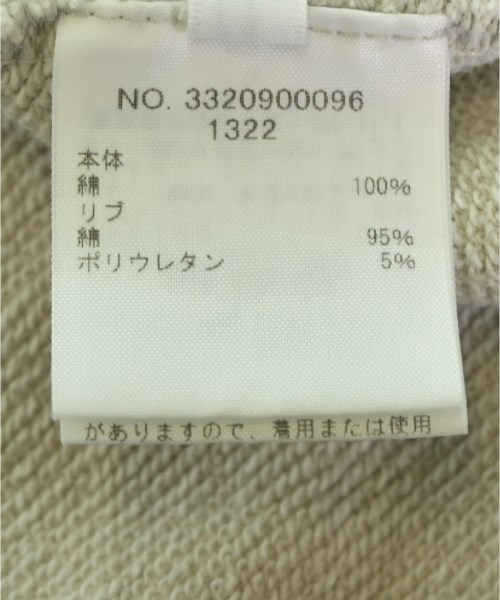 NO. 3320900096
1322
本体
綿 100%
リブ
綿 95%
ポリウレタン 5%
がありますので、着用または使用